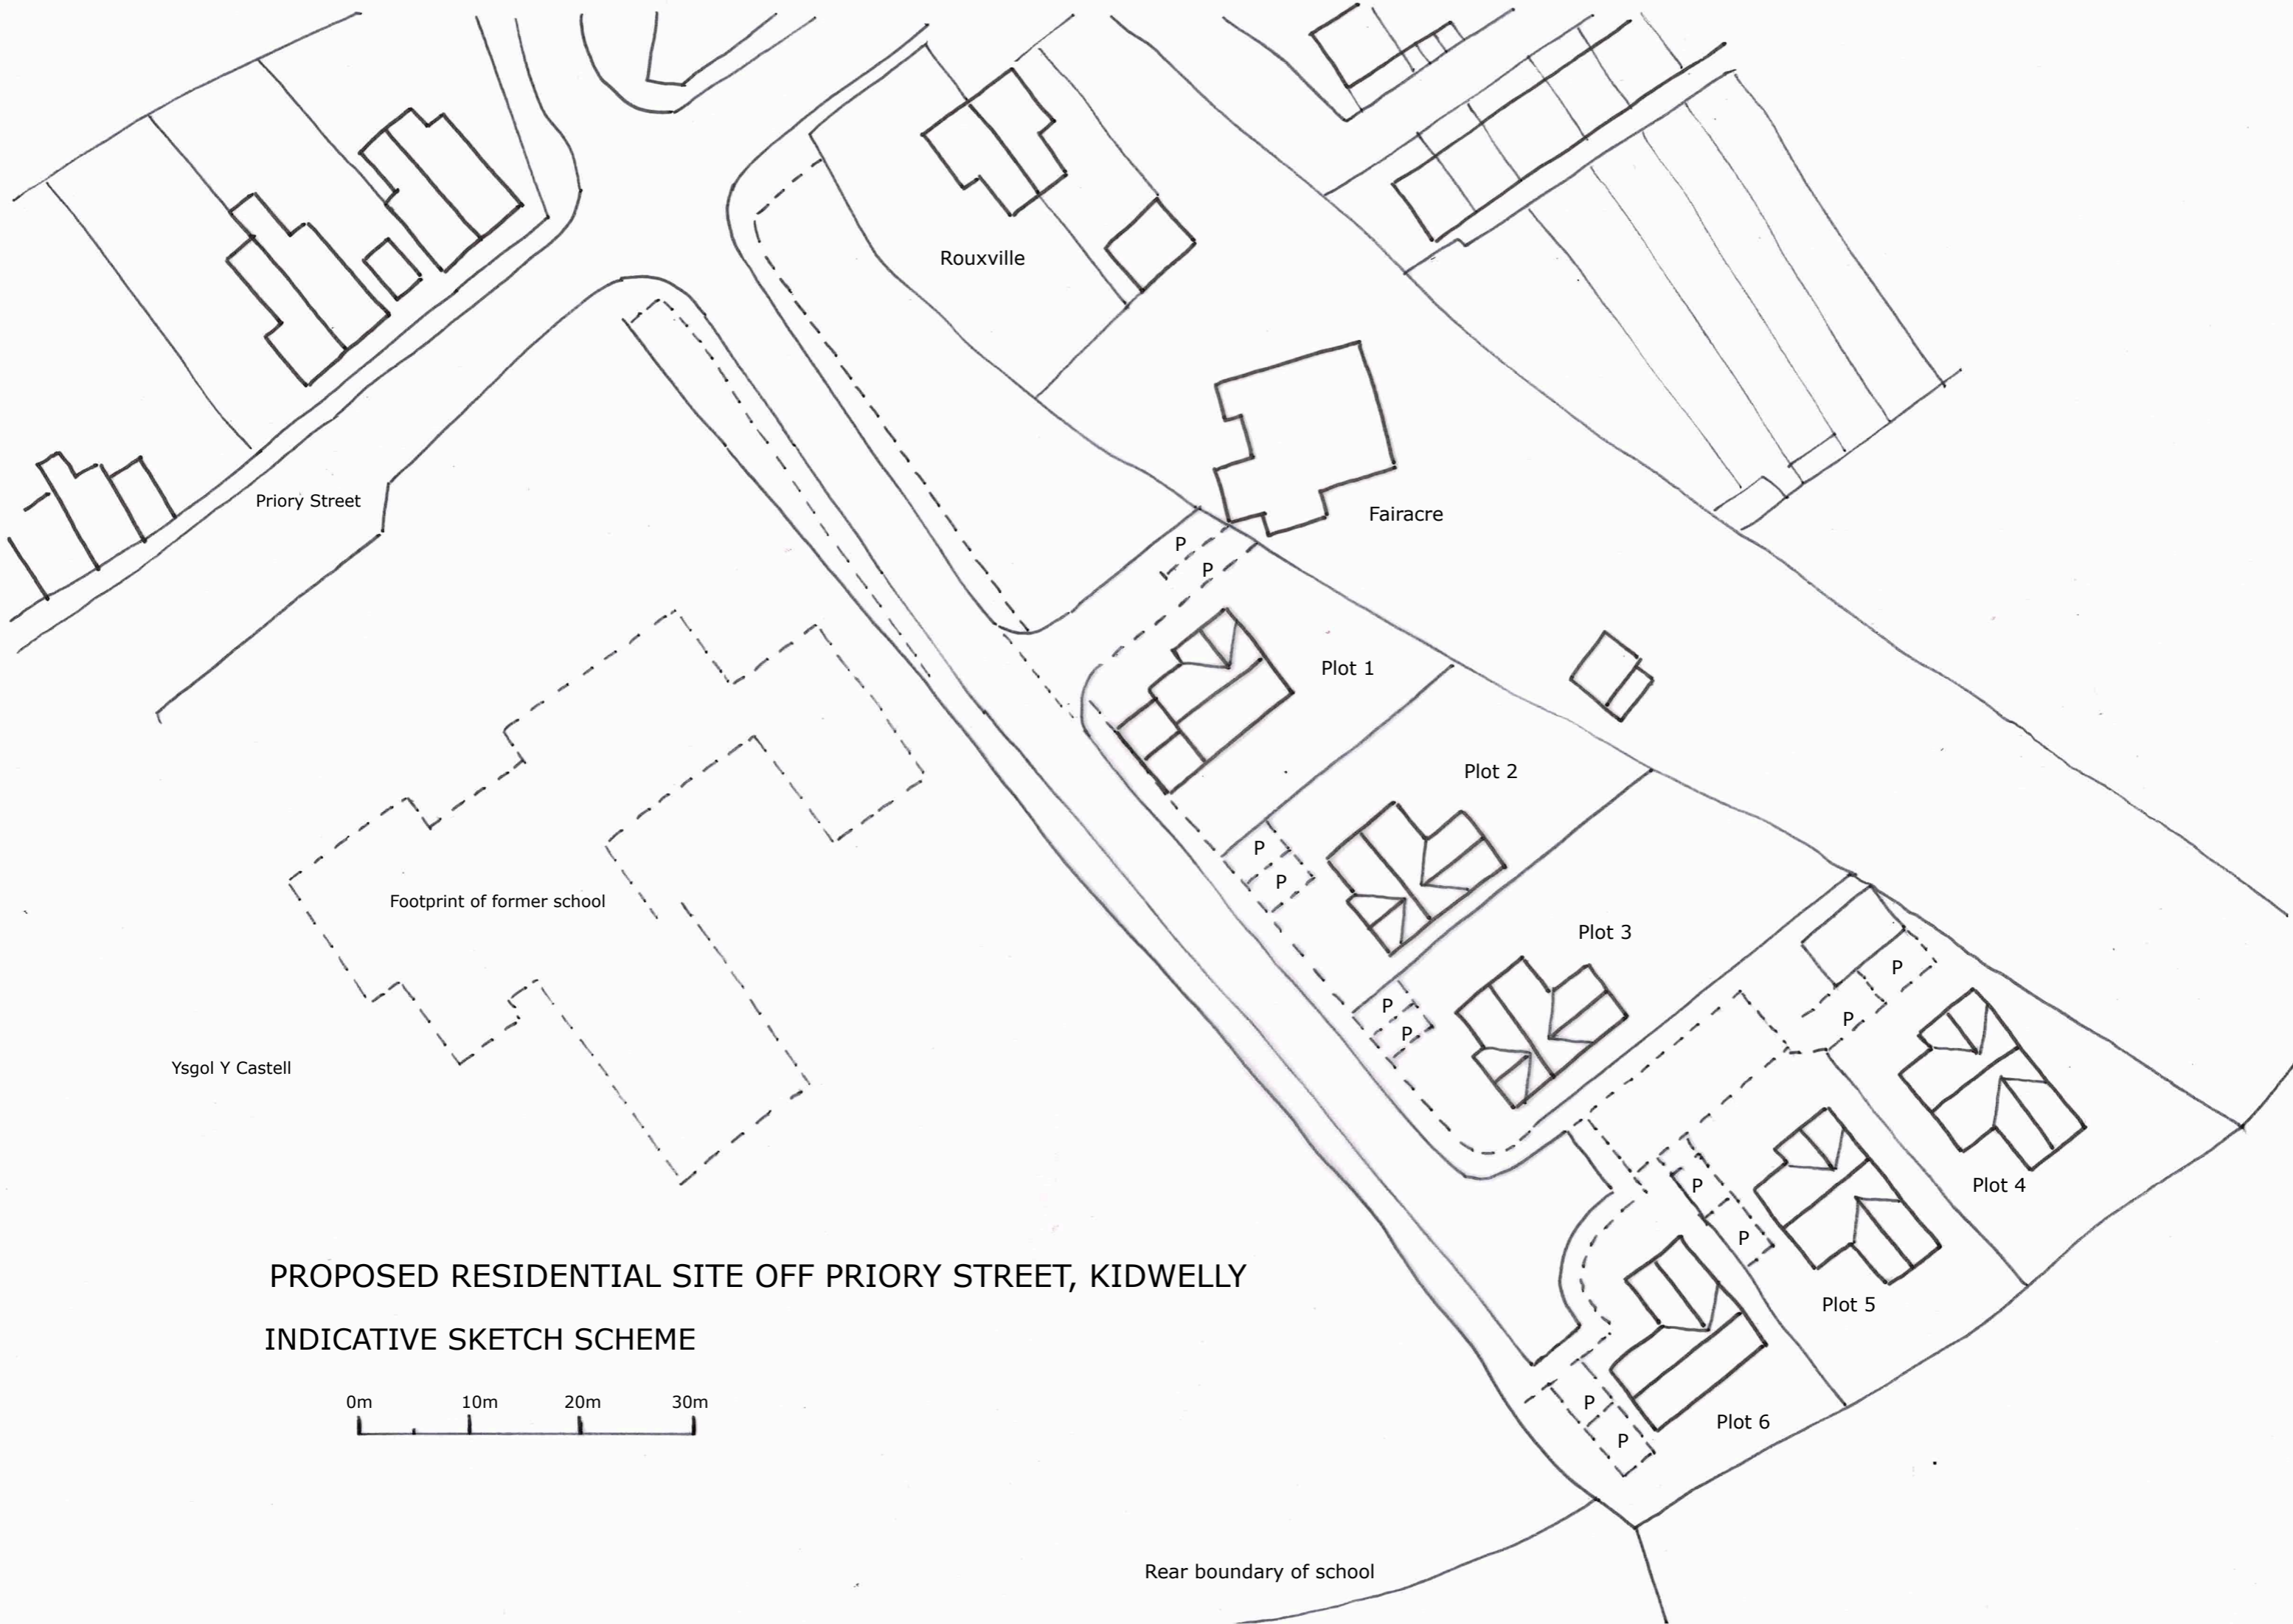 Rouxville
Priory Street
Fairacre
P
P
Plot 1
Plot 2
P
P
Footprint of former school
Plot 3
P
P
P
P
Ysgol Y Castell
Plot 4
P
P
Plot 5
PROPOSED RESIDENTIAL SITE OFF PRIORY STREET, KIDWELLY
INDICATIVE SKETCH SCHEME
0m 10m 20m 30m
P
P
Plot 6
Rear boundary of school